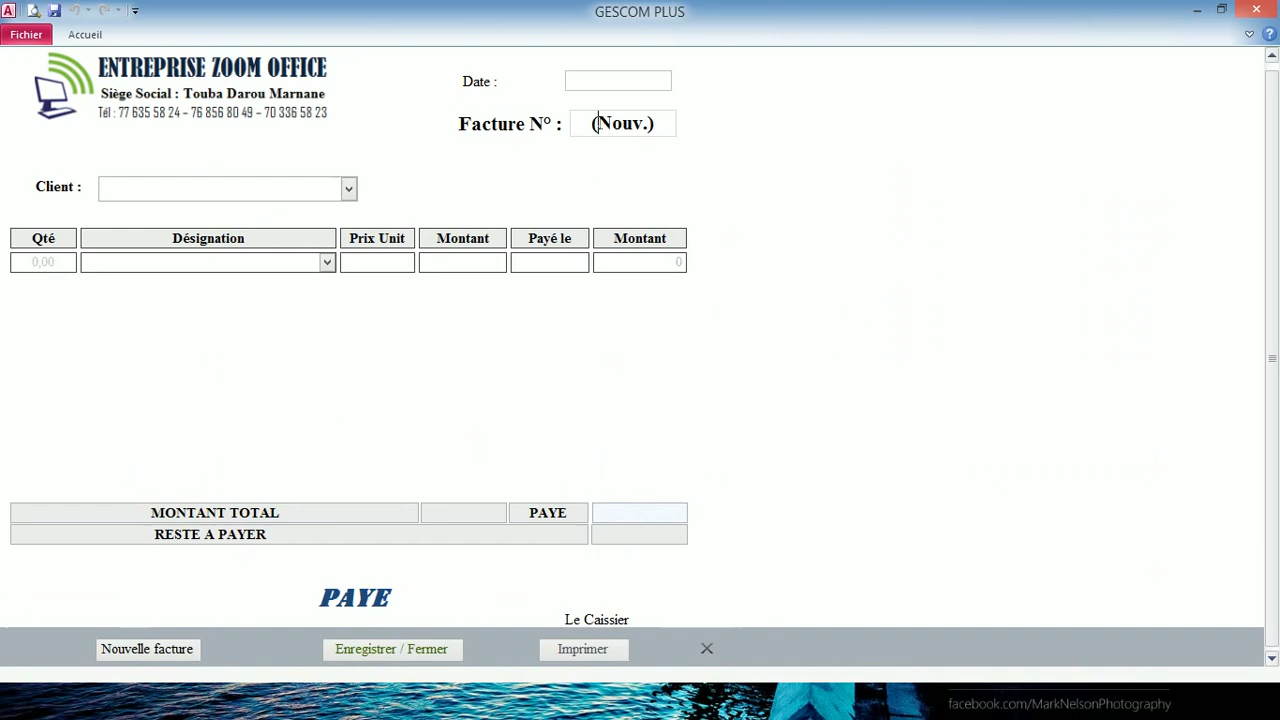 GESCOM PLUS
Fichier Accueil
ENTREPRISE ZOOM OFFICE
Siège Social : Touba Darou Marnane
Tél : 77 635 58 24 – 76 856 80 49 – 70 336 58 23
Date :
Facture N° : (Nouv.)
Client :
Qté Désignation Prix Unit Montant Payé le Montant
0,00 0
MONTANT TOTAL PAYE
RESTE A PAYER
PAYE
Le Caissier
Nouvelle facture Enregistrer / Fermer Imprimer
facebook.com/MarkNelsonPhotography